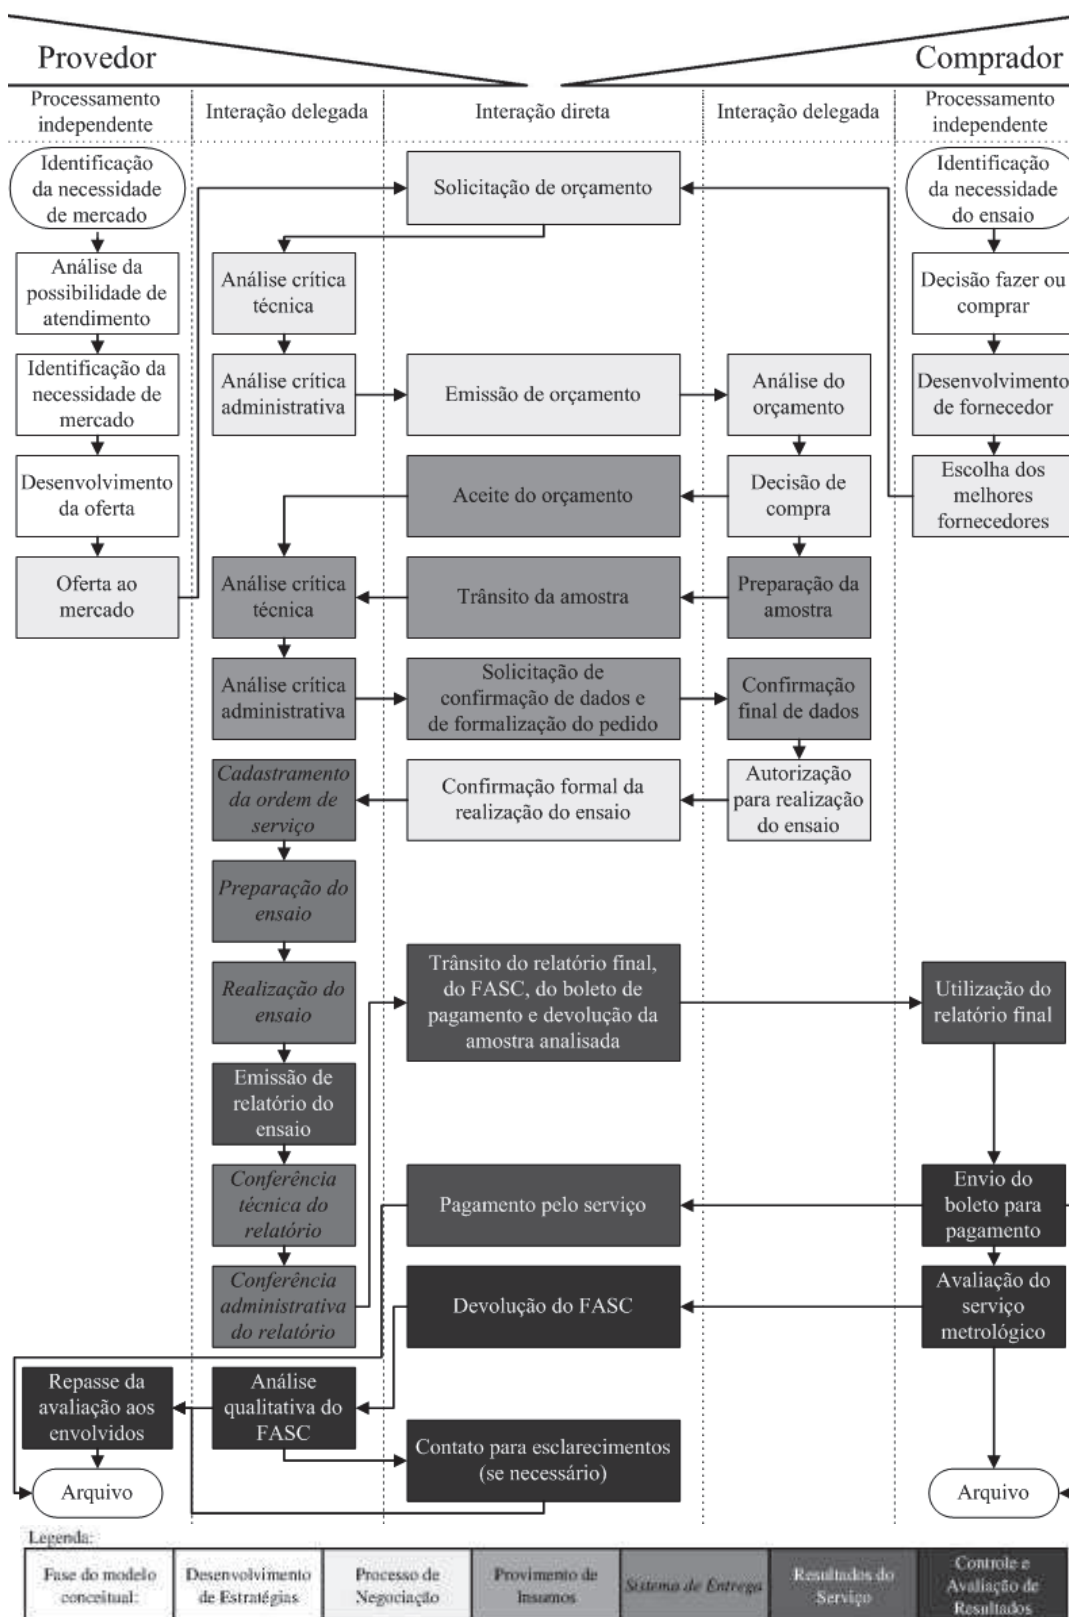 Provedor
Comprador
Processamento
independente
Interação delegada
Interação direta
Interação delegada
Processamento
independente
Identificação
da necessidade
de mercado
Solicitação de orçamento
Identificação
da necessidade
do ensaio
Análise da
possibilidade de
atendimento
Análise crítica
técnica
Decisão fazer ou
comprar
Identificação da
necessidade de
mercado
Análise crítica
administrativa
Emissão de orçamento
Análise do
orçamento
Desenvolvimento
de fornecedor
Desenvolvimento
da oferta
Aceite do orçamento
Decisão de
compra
Escolha dos
melhores
fornecedores
Oferta ao
mercado
Análise crítica
técnica
Trânsito da amostra
Preparação da
amostra
Análise crítica
administrativa
Solicitação de
confirmação de dados e
de formalização do pedido
Confirmação
final de dados
Cadastramento
da ordem de
serviço
Confirmação formal da
realização do ensaio
Autorização
para realização
do ensaio
Preparação do
ensaio
Realização do
ensaio
Trânsito do relatório final,
do FASC, do boleto de
pagamento e devolução da
amostra analisada
Utilização do
relatório final
Emissão de
relatório do
ensaio
Conferência
técnica do
relatório
Pagamento pelo serviço
Envio do
boleto para
pagamento
Conferência
administrativa
do relatório
Devolução do FASC
Avaliação do
serviço
metrológico
Repasse da
avaliação aos
envolvidos
Análise
qualitativa do
FASC
Contato para esclarecimentos
(se necessário)
Arquivo
Arquivo
Legenda:
Fase do modelo
conceitual:
Desenvolvimento
de Estratégias
Processo de
Negociação
Provimento de
Insumos
Sistema de Entrega
Resultados do
Serviço
Controle e
Avaliação de
Resultados